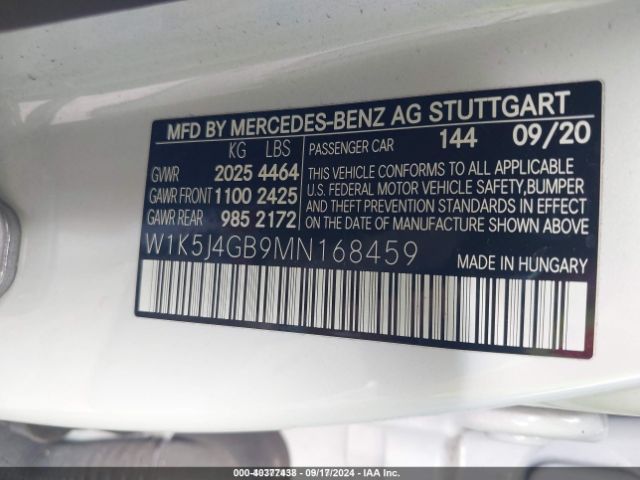 MFD BY MERCEDES-BENZ AG STUTTGART
KG LBS
PASSENGER CAR 144 09/20
GVWR 2025 4464
GAWR FRONT 1100 2425
GAWR REAR 985 2172
THIS VEHICLE CONFORMS TO ALL APPLICABLE
U.S. FEDERAL MOTOR VEHICLE SAFETY,BUMPER
AND THEFT PREVENTION STANDARDS IN EFFECT
ON THE DATE OF MANUFACTURE SHOWN ABOVE
W1K5J4GB9MN168459
MADE IN HUNGARY
000-40377438 - 09/17/2024 - IAA Inc.